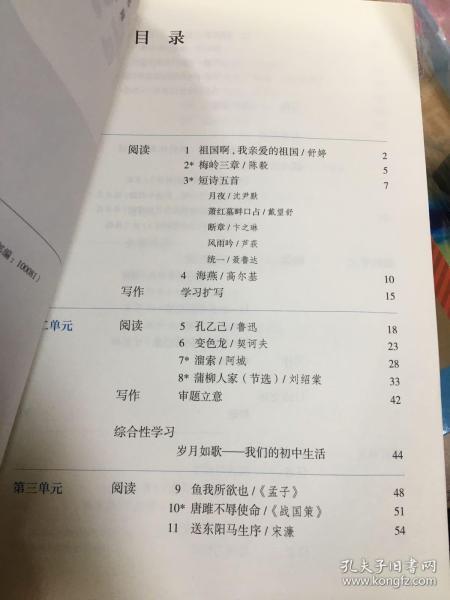 目 录
阅读 1 祖国啊，我亲爱的祖国/舒婷 2
2* 梅岭三章/陈毅 5
3* 短诗五首 7
月夜/沈尹默
萧红墓畔口占/戴望舒
断章/卞之琳
风雨吟/芦荻
统一/聂鲁达
4 海燕/高尔基 10
写作 学习扩写 15
二单元 阅读 5 孔乙己/鲁迅 18
6 变色龙/契诃夫 23
7* 溜索/阿城 28
8* 蒲柳人家（节选）/刘绍棠 33
写作 审题立意 42
综合性学习
岁月如歌——我们的初中生活 44
第三单元 阅读 9 鱼我所欲也/《孟子》 48
10* 唐雎不辱使命/《战国策》 51
11 送东阳马生序/宋濂 54
邮编：100081）
孔夫子旧书网
www.kongfz.com